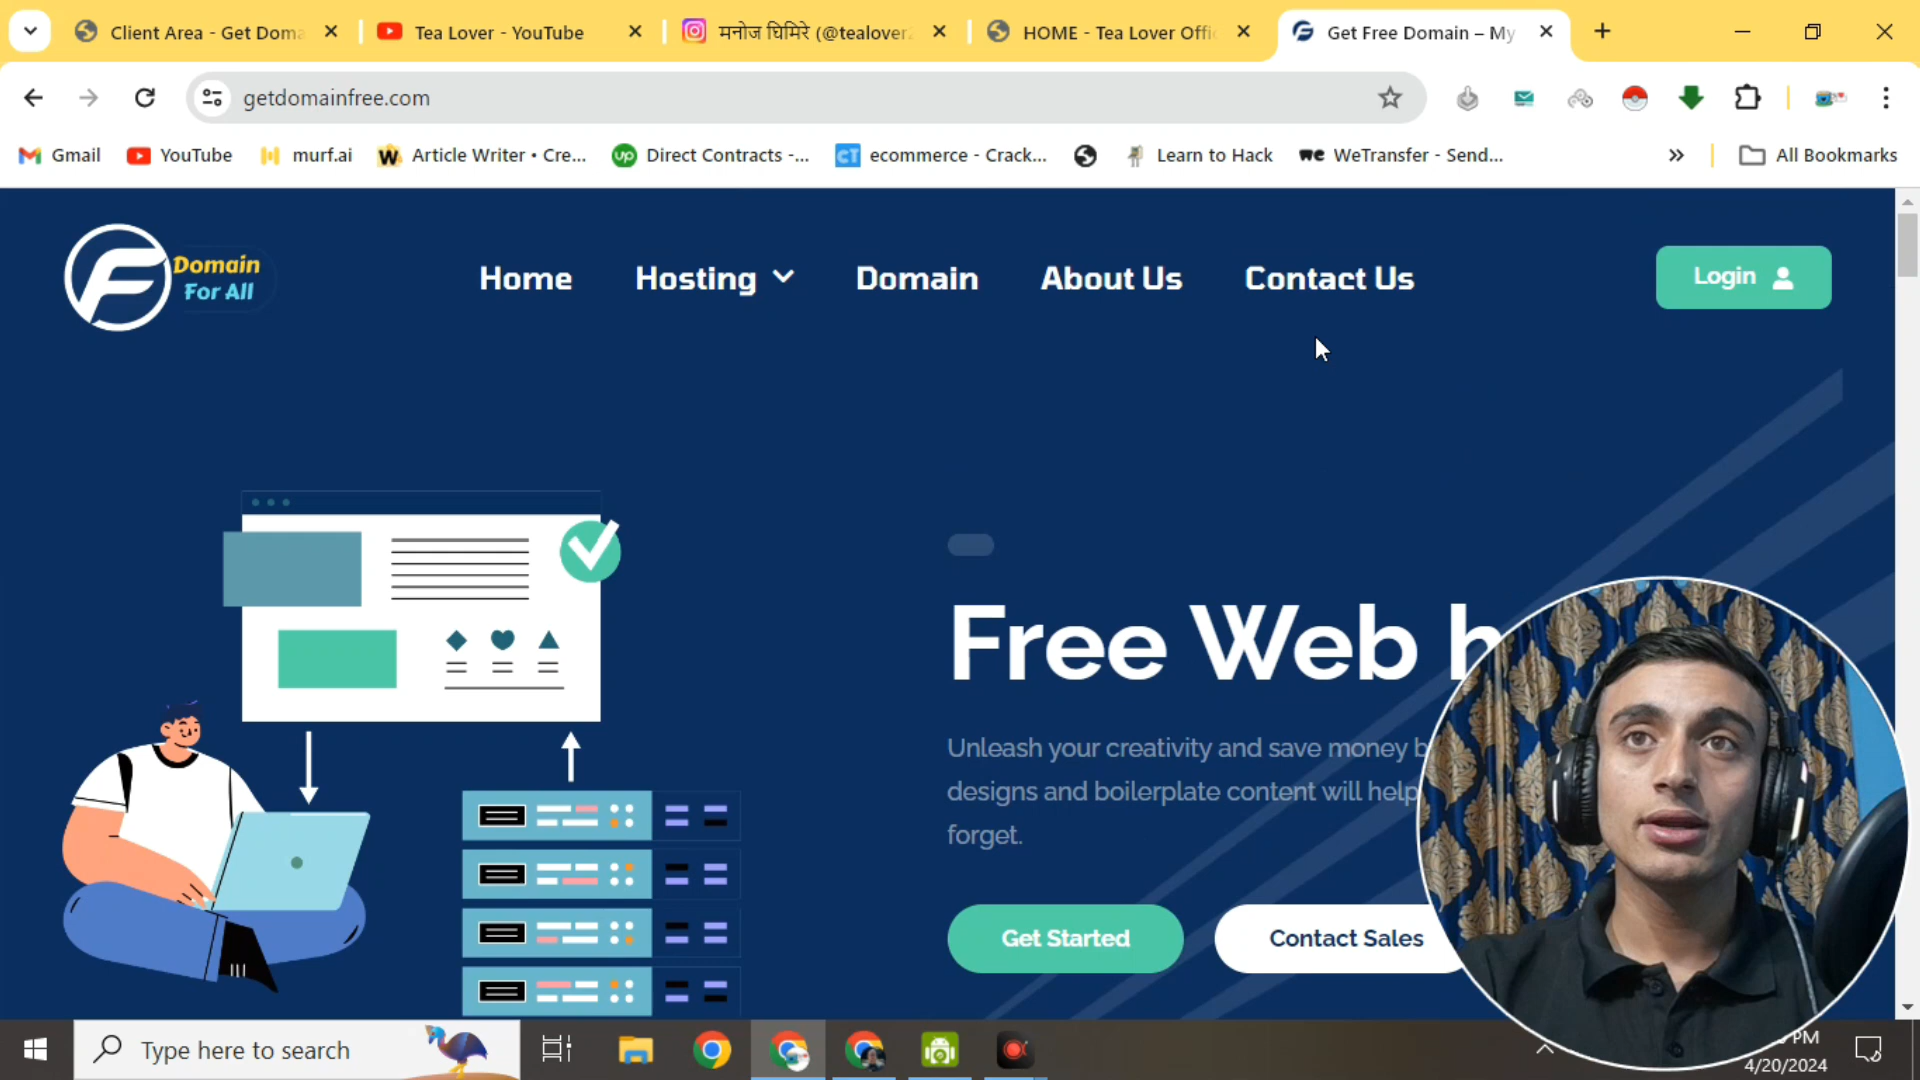 Client Area - Get Doma
Tea Lover - YouTube
मनोज घिमिरे (@tealover
HOME - Tea Lover Offi
Get Free Domain – My
getdomainfree.com
Gmail
YouTube
murf.ai
Article Writer • Cre...
Direct Contracts -...
ecommerce - Crack...
Learn to Hack
WeTransfer - Send...
All Bookmarks
Domain
For All
Home
Hosting
Domain
About Us
Contact Us
Login
Free Web h
Unleash your creativity and save money b
designs and boilerplate content will help
forget.
Get Started
Contact Sales
Type here to search
PM
4/20/2024